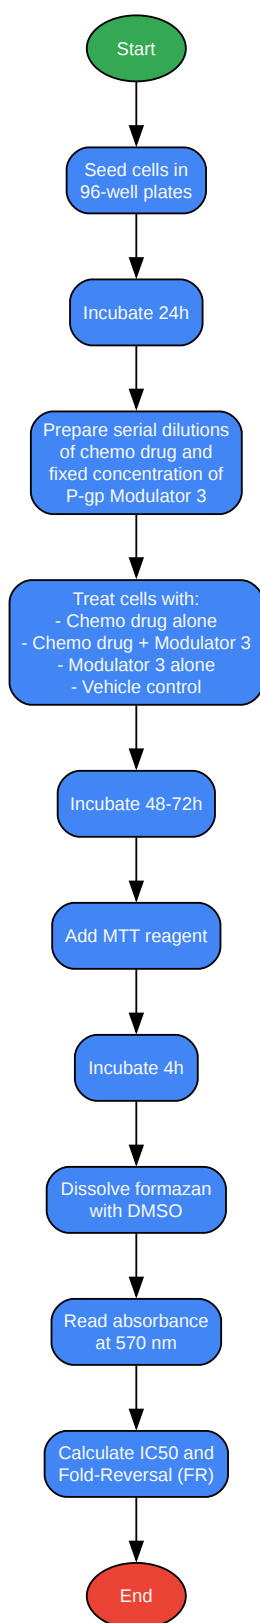 Start
Seed cells in
96-well plates
Incubate 24h
Prepare serial dilutions
of chemo drug and
fixed concentration of
P-gp Modulator 3
Treat cells with:
- Chemo drug alone
- Chemo drug + Modulator 3
- Modulator 3 alone
- Vehicle control
Incubate 48-72h
Add MTT reagent
Incubate 4h
Dissolve formazan
with DMSO
Read absorbance
at 570 nm
Calculate IC50 and
Fold-Reversal (FR)
End